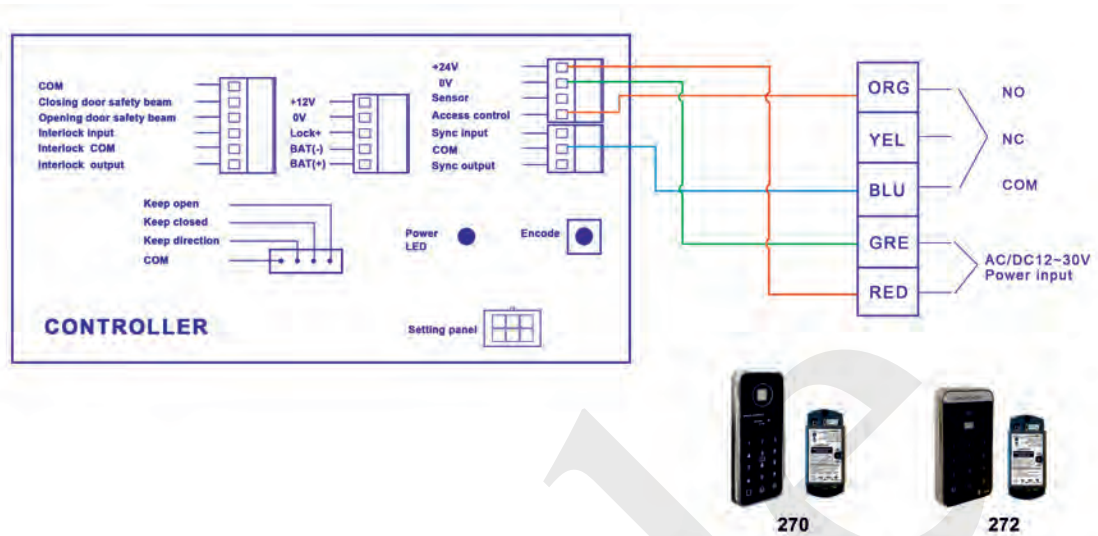 COM
Closing door safety beam
Opening door safety beam
Interlock input
Interlock COM
Interlock output
+12V
0V
Lock+
BAT(-)
BAT(+)
+24V
0V
Sensor
Access control
Sync input
COM
Sync output
Keep open
Keep closed
Keep direction
COM
Power
LED
Encode
CONTROLLER
Setting panel
ORG
YEL
BLU
GRE
RED
NO
NC
COM
AC/DC12~30V
Power input
270
272